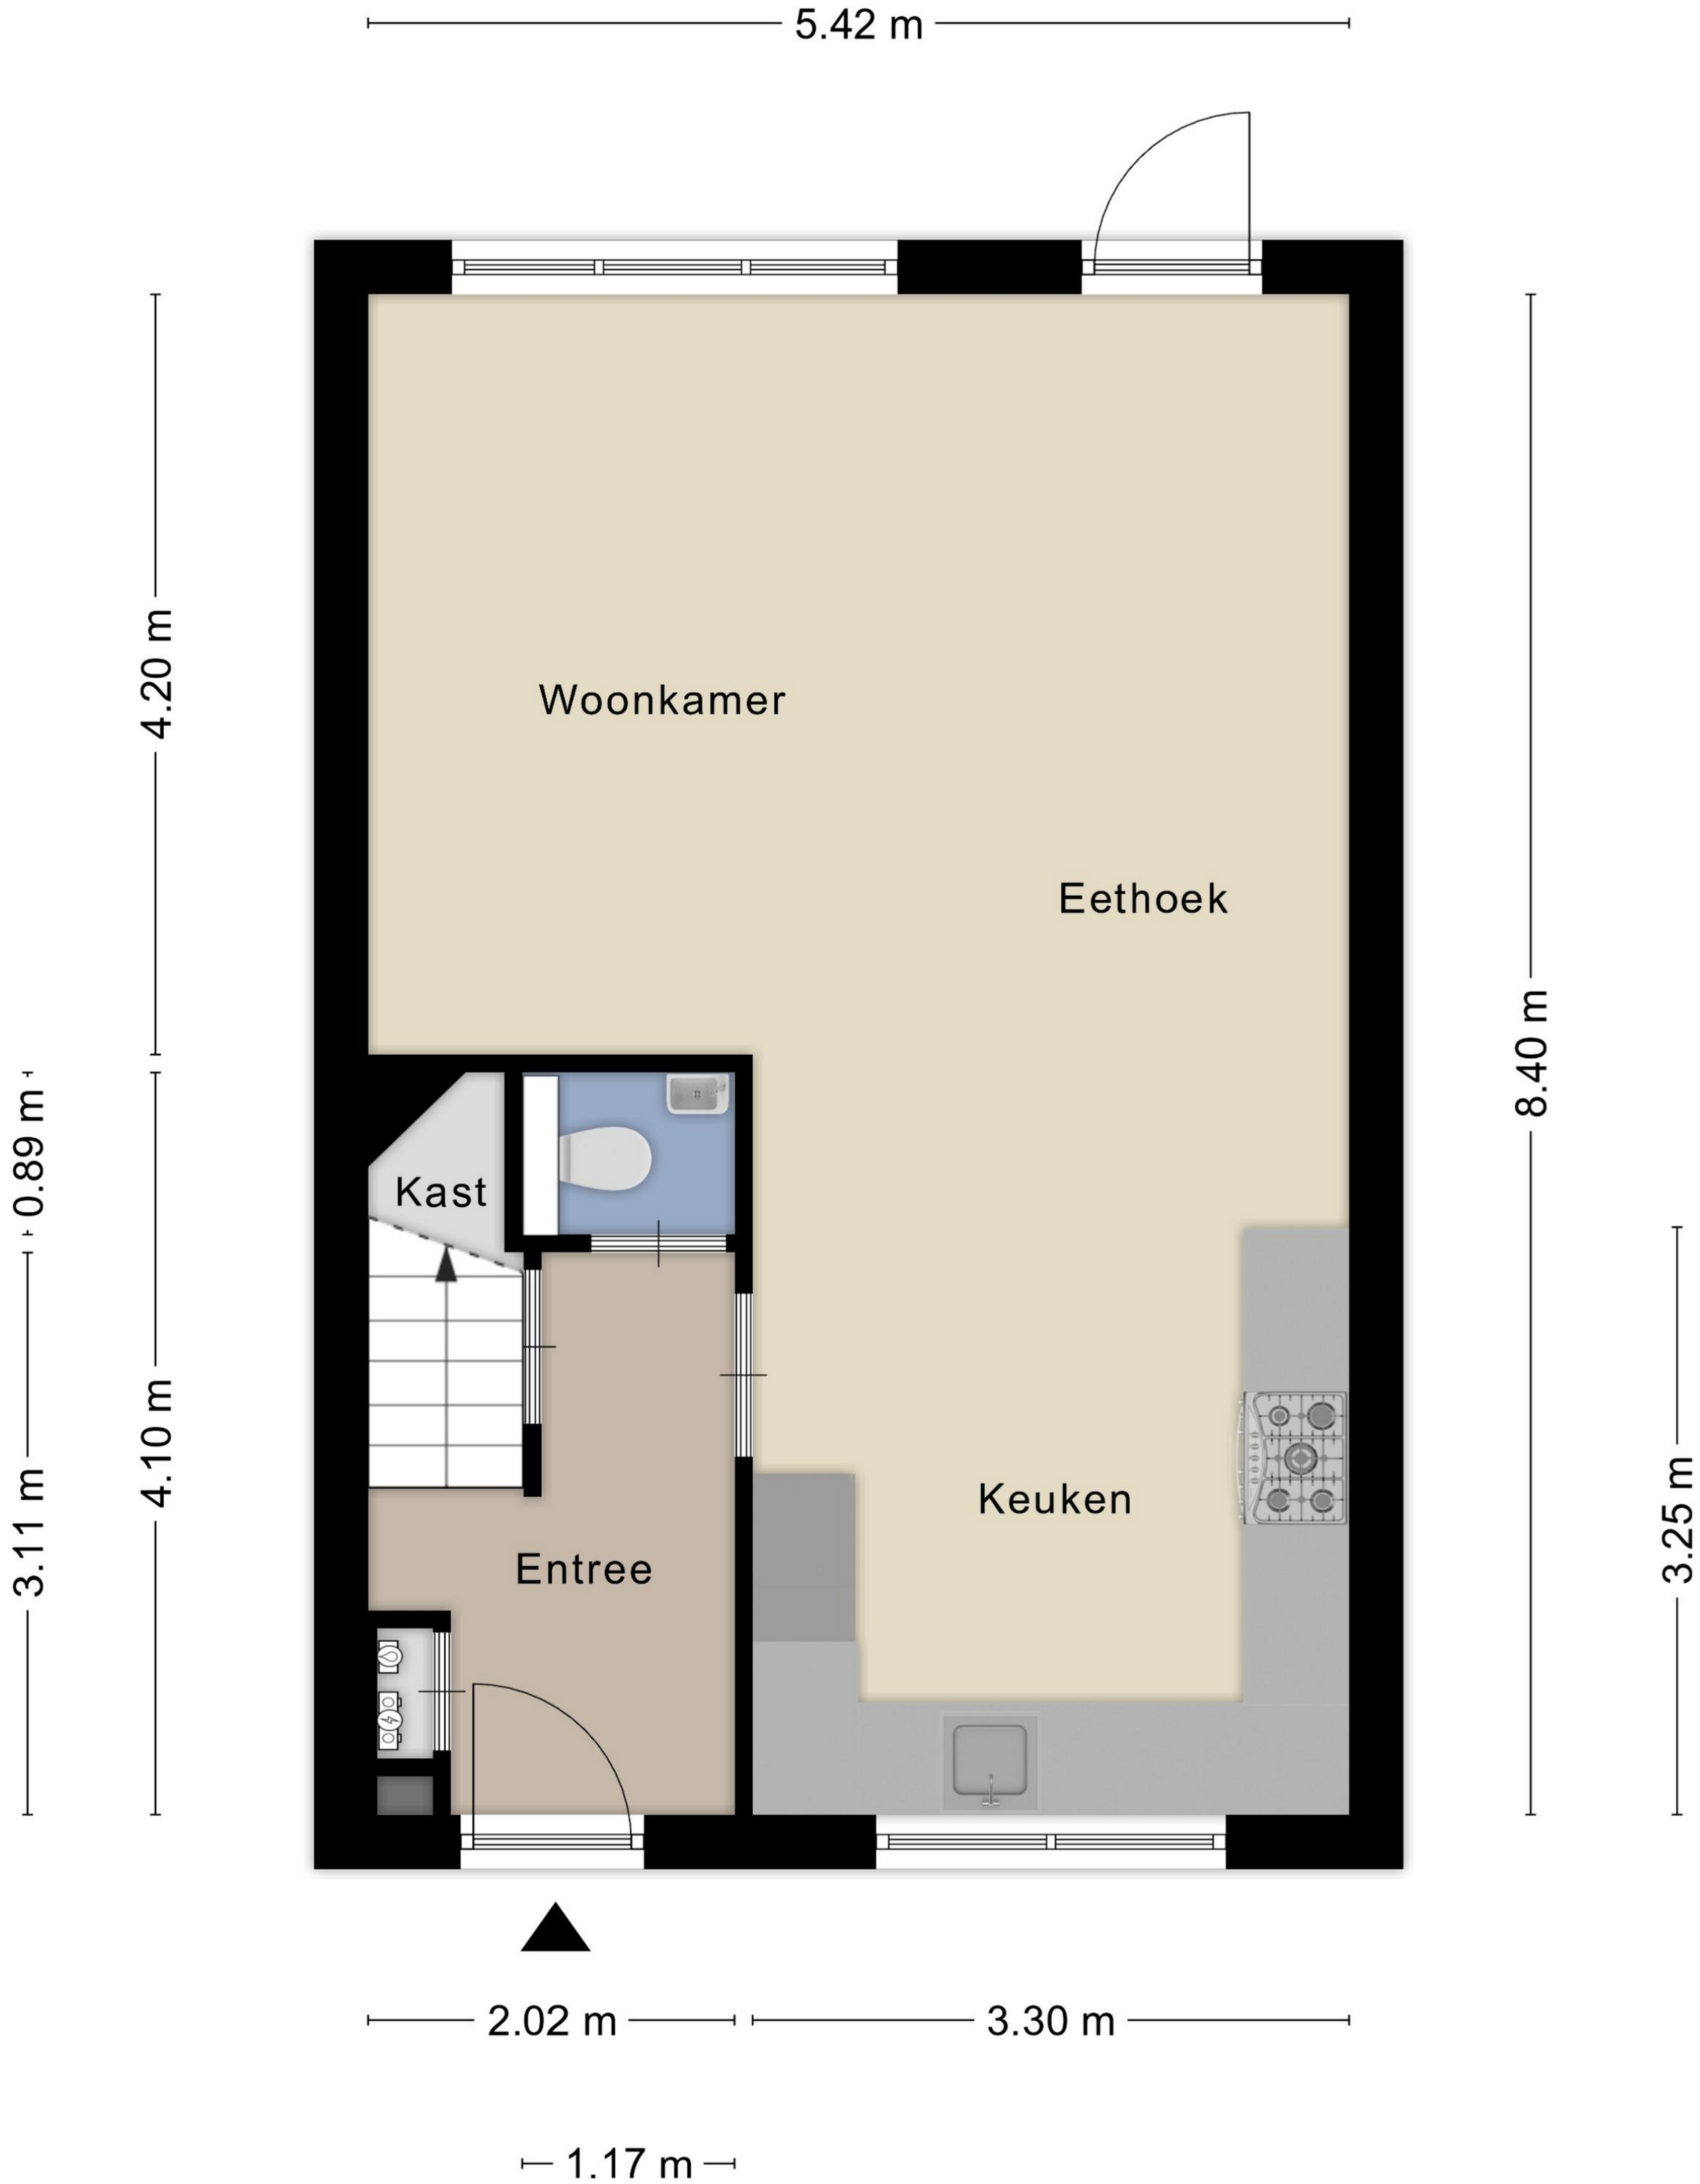 5.42 m
4.20 m
Woonkamer
Eethoek
8.40 m
0.89 m
Kast
4.10 m
3.11 m
Keuken
3.25 m
Entree
2.02 m
3.30 m
1.17 m